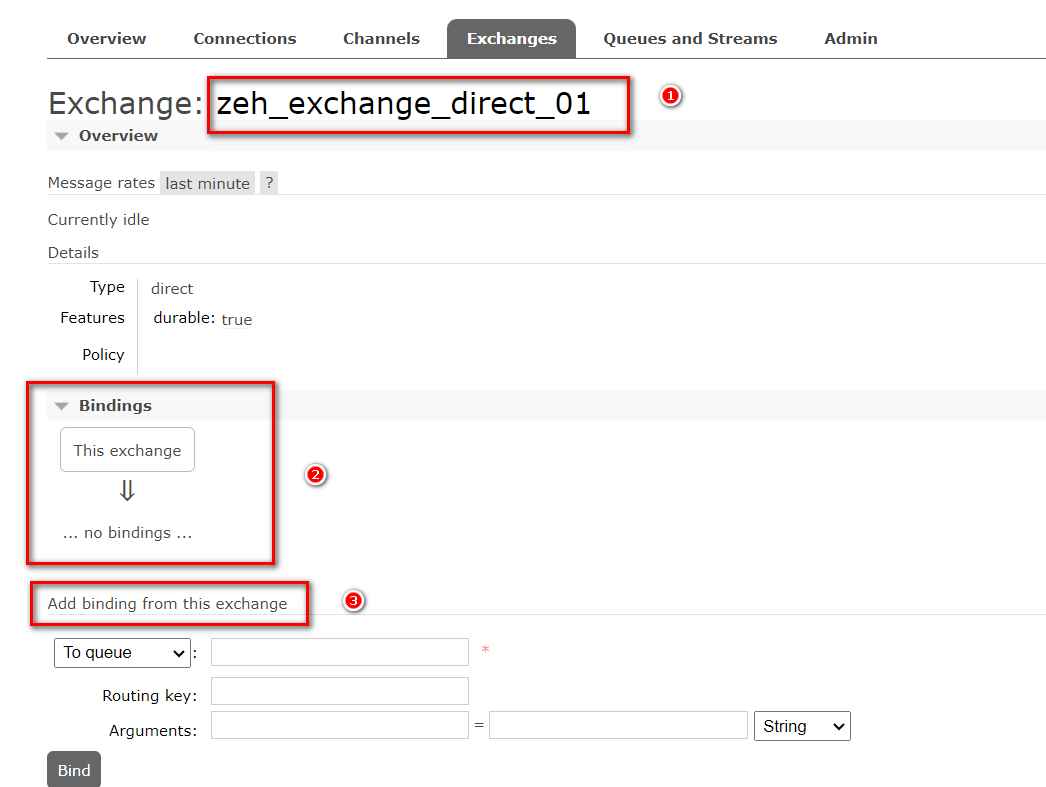 Overview Connections Channels Exchanges Queues and Streams Admin
Exchange: zeh_exchange_direct_01
1
Overview
Message rates last minute ?
Currently idle
Details
Type direct
Features durable: true
Policy
Bindings
This exchange
⇓
2
... no bindings ...
Add binding from this exchange
3
To queue : *
Routing key:
Arguments: = String
Bind